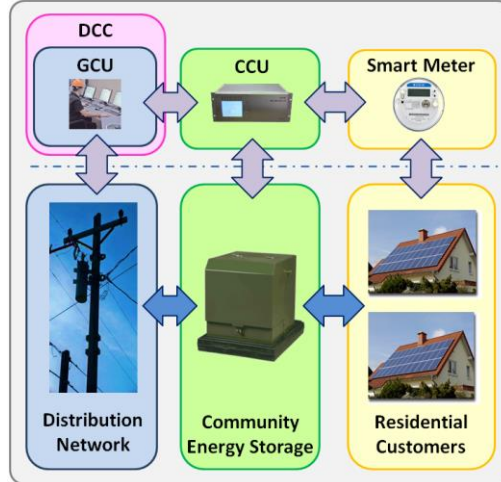 DCC
GCU
CCU
Smart Meter
Distribution
Network
Community
Energy Storage
Residential
Customers